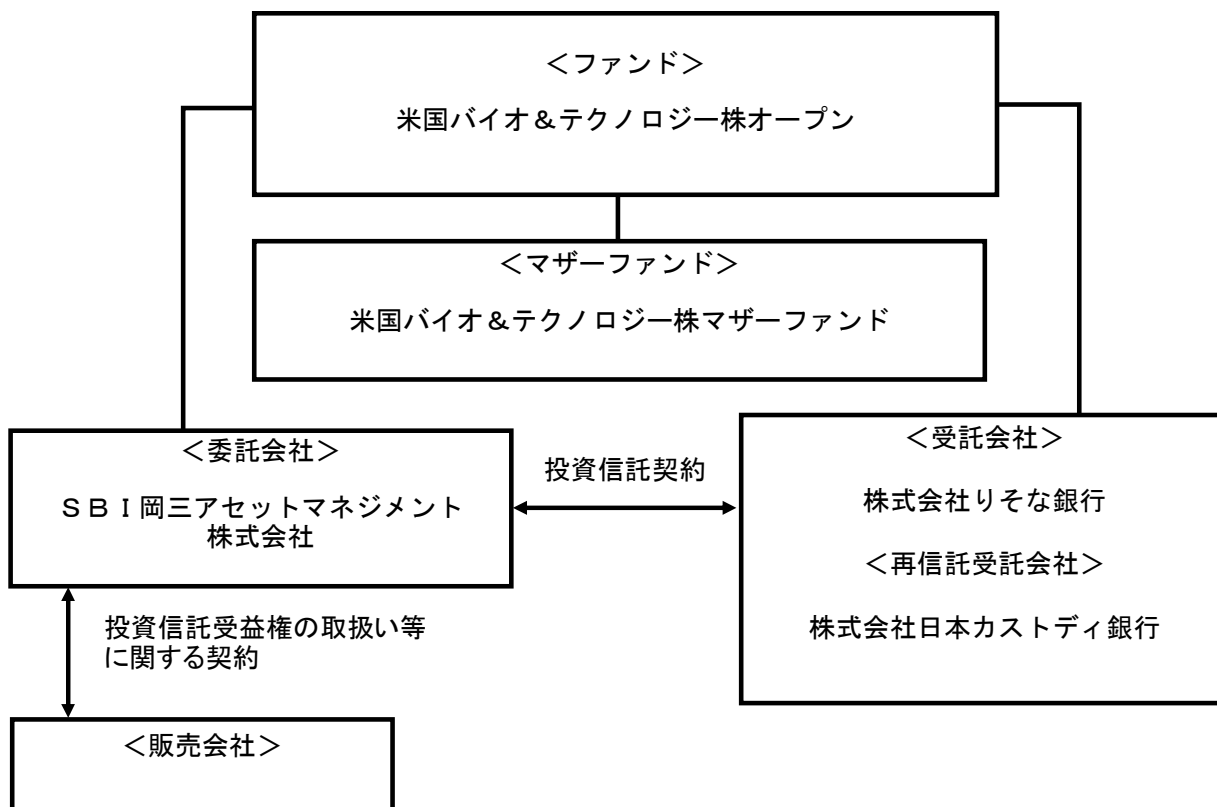 ＜ファンド＞
米国バイオ＆テクノロジー株オープン
＜マザーファンド＞
米国バイオ＆テクノロジー株マザーファンド
＜委託会社＞
ＳＢＩ岡三アセットマネジメント
株式会社
投資信託契約
＜受託会社＞
株式会社りそな銀行
＜再信託受託会社＞
株式会社日本カストディ銀行
投資信託受益権の取扱い等
に関する契約
＜販売会社＞